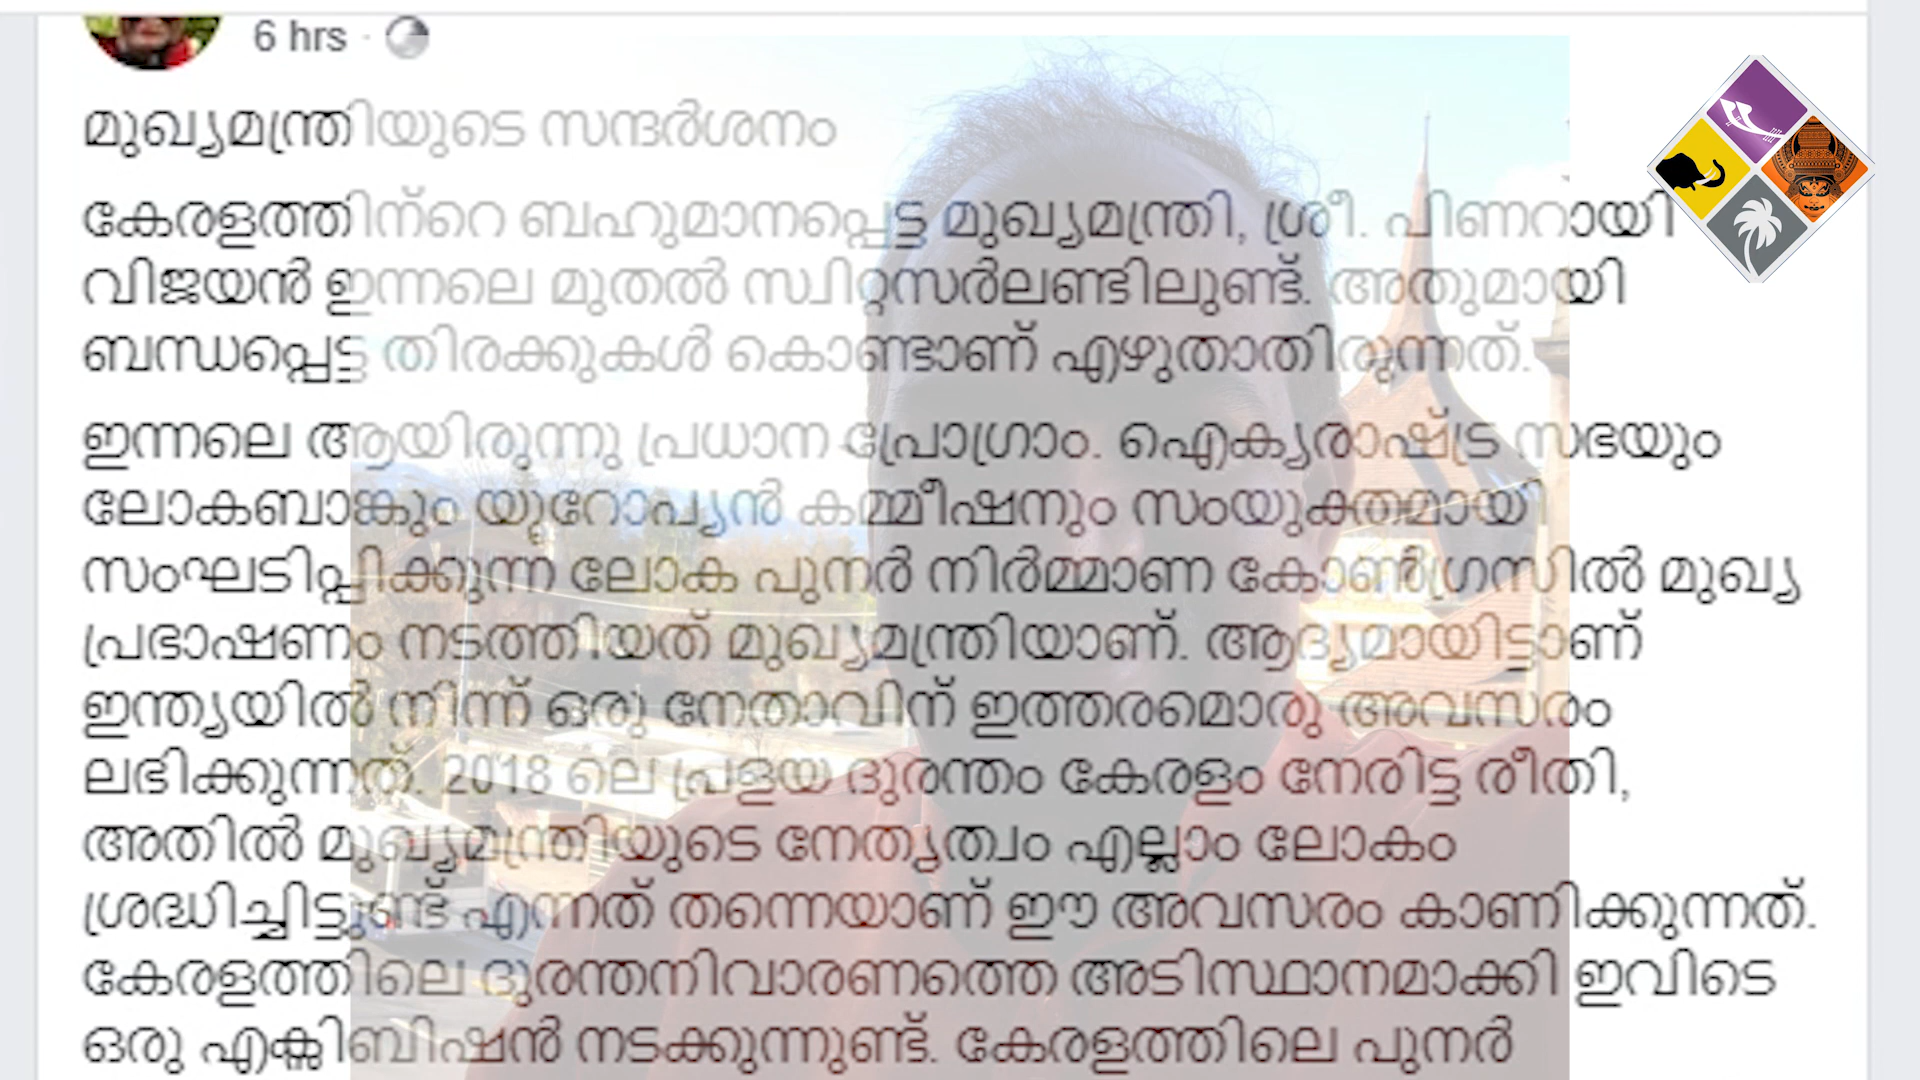 6 hrs ·
മുഖ്യമന്ത്രിയുടെ സന്ദർശനം
കേരളത്തിന്റെ ബഹുമാനപ്പെട്ട മുഖ്യമന്ത്രി, ശ്രീ. പിണറായി
വിജയൻ ഇന്നലെ മുതൽ സ്വിറ്റസർലണ്ടിലുണ്ട്. അതുമായി
ബന്ധപ്പെട്ട തിരക്കുകൾ കൊണ്ടാണ് എഴുതാതിരുന്നത്.
ഇന്നലെ ആയിരുന്നു പ്രധാന പ്രോഗ്രാം. ഐക്യരാഷ്ട്ര സഭയും
ലോകബാങ്കും യൂറോപ്യൻ കമ്മീഷനും സംയുക്തമായി
സംഘടിപ്പിക്കുന്ന ലോക പുനർ നിർമ്മാണ കോൺഗ്രസിൽ മുഖ്യ
പ്രഭാഷണം നടത്തിയത് മുഖ്യമന്ത്രിയാണ്. ആദ്യമായിട്ടാണ്
ഇന്ത്യയിൽ നിന്ന് ഒരു നേതാവിന് ഇത്തരമൊരു അവസരം
ലഭിക്കുന്നത്. 2018 ലെ പ്രളയ ദുരന്തം കേരളം നേരിട്ട രീതി,
അതിൽ മുഖ്യമന്ത്രിയുടെ നേതൃത്വം എല്ലാം ലോകം
ശ്രദ്ധിച്ചിട്ടുണ്ട് എന്നത് തന്നെയാണ് ഈ അവസരം കാണിക്കുന്നത്.
കേരളത്തിലെ ദുരന്തനിവാരണത്തെ അടിസ്ഥാനമാക്കി ഇവിടെ
ഒരു എക്സിബിഷൻ നടക്കുന്നുണ്ട്. കേരളത്തിലെ പുനർ